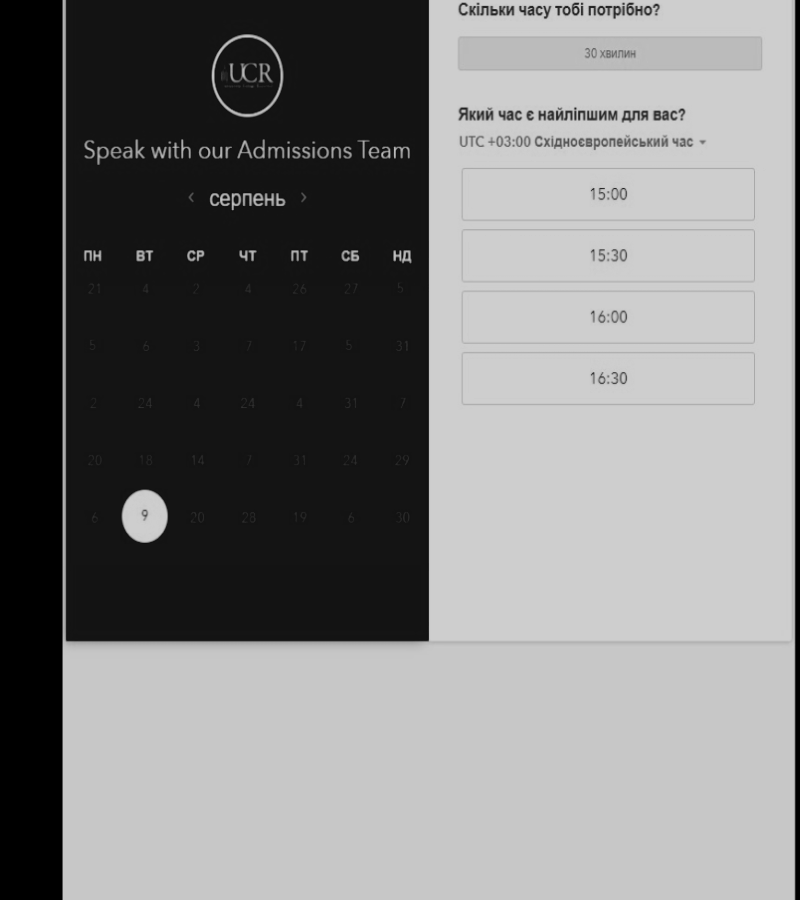 UCR
Speak with our Admissions Team
серпень
ПН ВТ СР ЧТ ПТ СБ НД
21 4 2 4 26 27 5
5 6 3 7 17 5 31
2 24 4 24 4 31 7
20 18 14 7 31 24 29
6 9 20 28 19 6 30
Скільки часу тобі потрібно?
30 хвилин
Який час є найліпшим для вас?
UTC +03:00 Східноєвропейський час
15:00
15:30
16:00
16:30